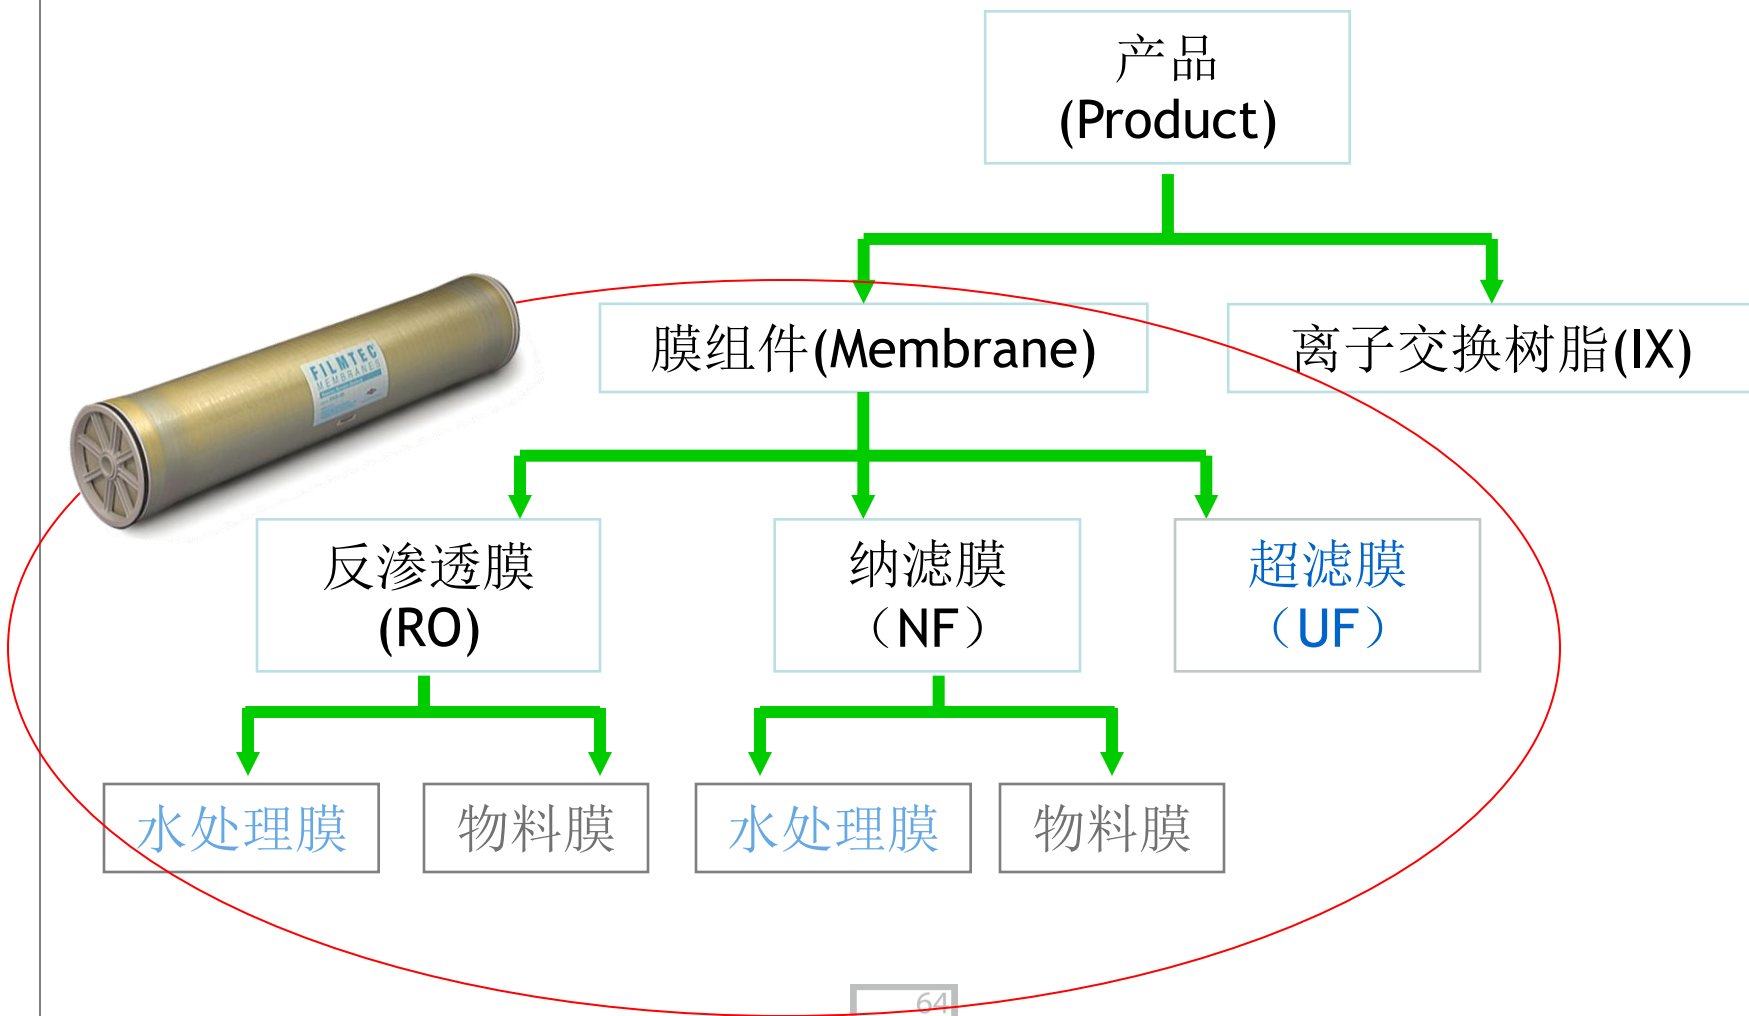 产品
(Product)
膜组件(Membrane)
离子交换树脂(IX)
FILMTEC
MEMBRANES
反渗透膜
(RO)
纳滤膜
（NF）
超滤膜
（UF）
水处理膜
物料膜
水处理膜
物料膜
64